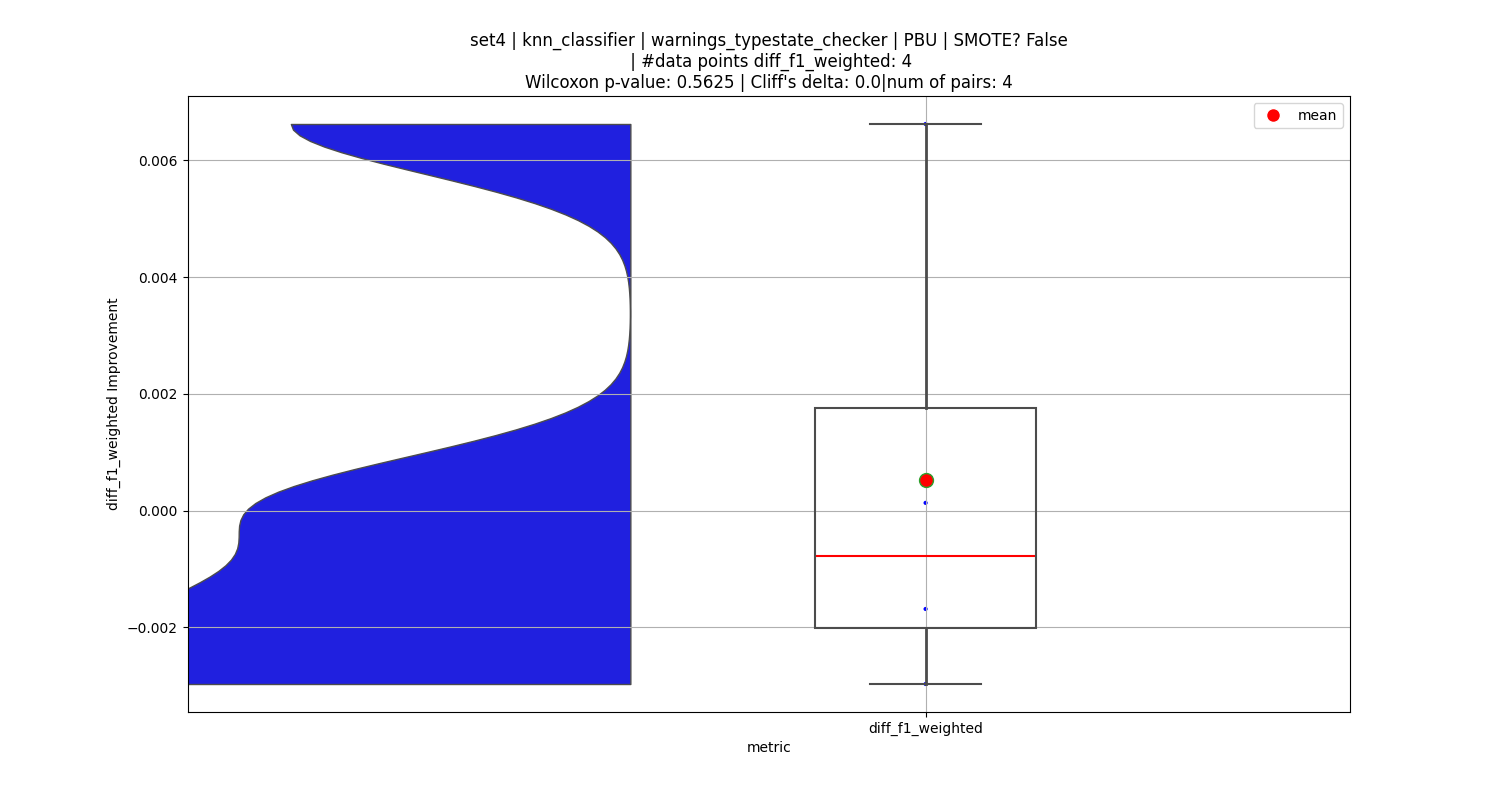 set4 | knn_classifier | warnings_typestate_checker | PBU | SMOTE? False
| #data points diff_f1_weighted: 4
Wilcoxon p-value: 0.5625 | Cliff's delta: 0.0|num of pairs: 4
mean
0.006
0.004
0.002
0.000
−0.002
diff_f1_weighted Improvement
diff_f1_weighted
metric